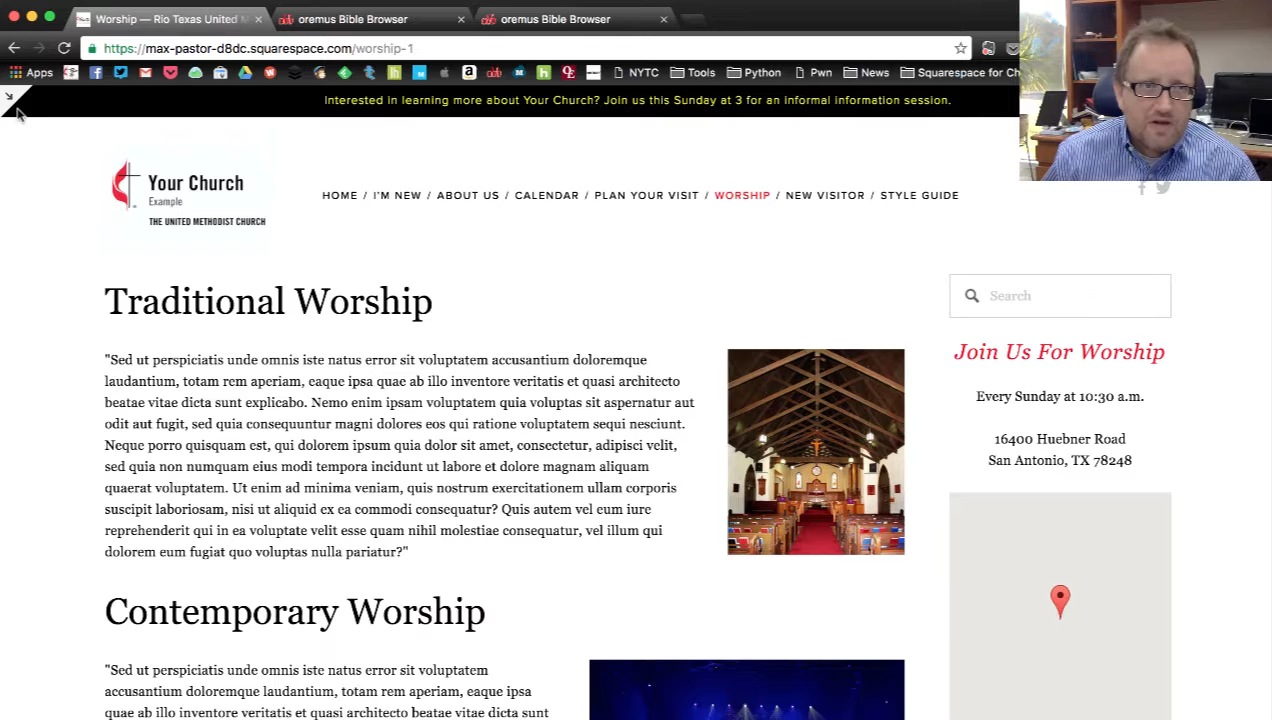 Worship — Rio Texas United M
oremus Bible Browser
oremus Bible Browser
https://max-pastor-d8dc.squarespace.com/worship-1
Apps
NYTC
Tools
Python
Pwn
News
Squarespace for Ch
Interested in learning more about Your Church? Join us this Sunday at 3 for an informal information session.
Your Church
Example
THE UNITED METHODIST CHURCH
HOME / I'M NEW / ABOUT US / CALENDAR / PLAN YOUR VISIT / WORSHIP / NEW VISITOR / STYLE GUIDE
Traditional Worship
"Sed ut perspiciatis unde omnis iste natus error sit voluptatem accusantium doloremque
laudantium, totam rem aperiam, eaque ipsa quae ab illo inventore veritatis et quasi architecto
beatae vitae dicta sunt explicabo. Nemo enim ipsam voluptatem quia voluptas sit aspernatur aut
odit aut fugit, sed quia consequuntur magni dolores eos qui ratione voluptatem sequi nesciunt.
Neque porro quisquam est, qui dolorem ipsum quia dolor sit amet, consectetur, adipisci velit,
sed quia non numquam eius modi tempora incidunt ut labore et dolore magnam aliquam
quaerat voluptatem. Ut enim ad minima veniam, quis nostrum exercitationem ullam corporis
suscipit laboriosam, nisi ut aliquid ex ea commodi consequatur? Quis autem vel eum iure
reprehenderit qui in ea voluptate velit esse quam nihil molestiae consequatur, vel illum qui
dolorem eum fugiat quo voluptas nulla pariatur?"
Contemporary Worship
"Sed ut perspiciatis unde omnis iste natus error sit voluptatem
accusantium doloremque laudantium, totam rem aperiam, eaque ipsa
quae ab illo inventore veritatis et quasi architecto beatae vitae dicta sunt
Search
Join Us For Worship
Every Sunday at 10:30 a.m.
16400 Huebner Road
San Antonio, TX 78248